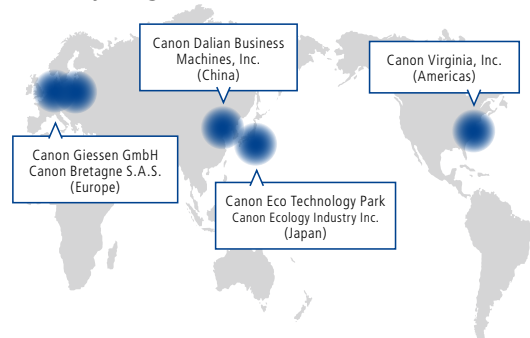 Canon Dalian Business
Machines, Inc.
(China)
Canon Virginia, Inc.
(Americas)
Canon Giessen GmbH
Canon Bretagne S.A.S.
(Europe)
Canon Eco Technology Park
Canon Ecology Industry Inc.
(Japan)